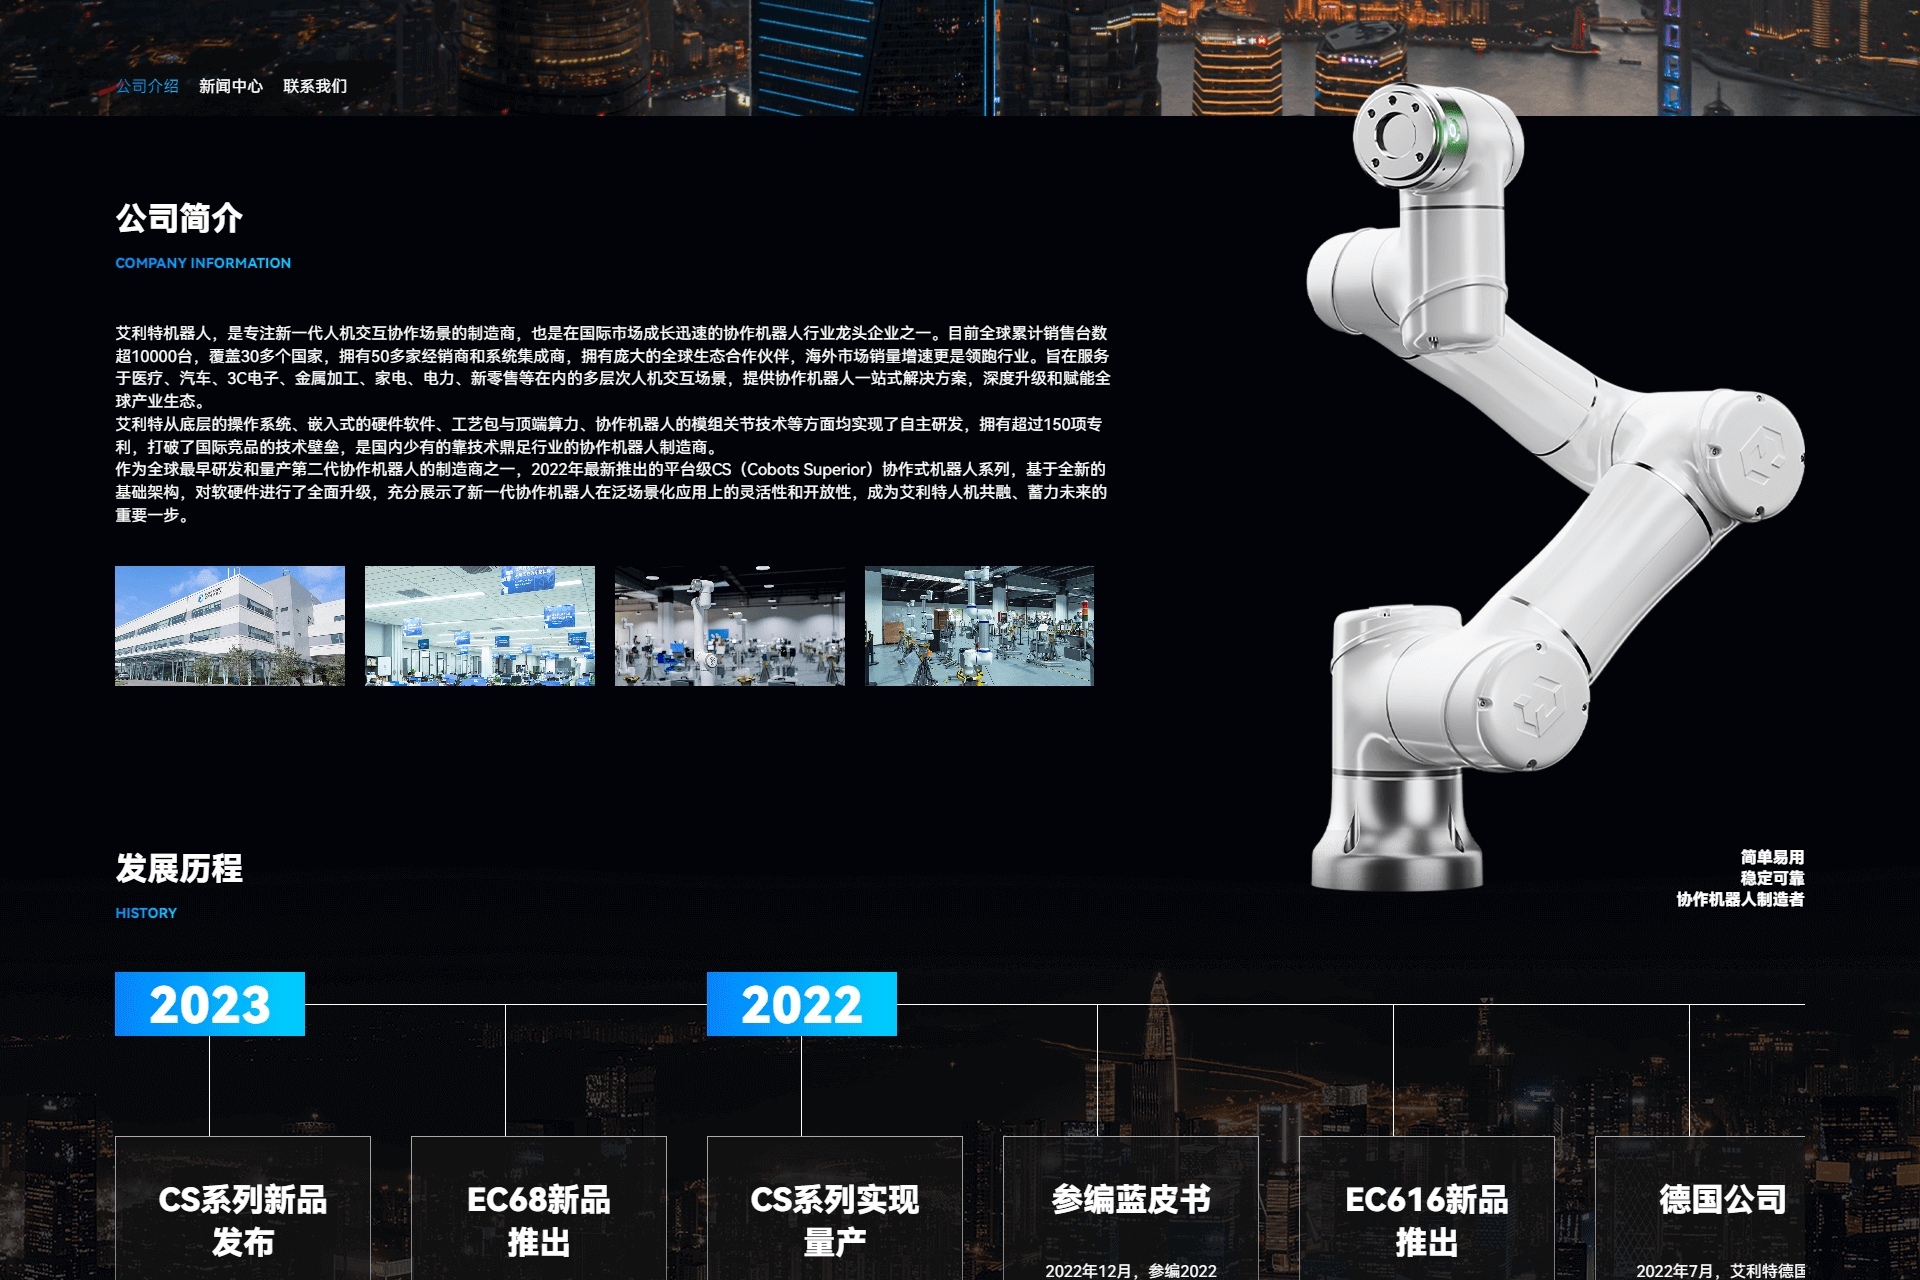 公司介绍 新闻中心 联系我们
公司简介
COMPANY INFORMATION
艾利特机器人，是专注新一代人机交互协作场景的制造商，也是在国际市场成长迅速的协作机器人行业龙头企业之一。目前全球累计销售台数
超10000台，覆盖30多个国家，拥有50多家经销商和系统集成商，拥有庞大的全球生态合作伙伴，海外市场销量增速更是领跑行业。旨在服务
于医疗、汽车、3C电子、金属加工、家电、电力、新零售等在内的多层次人机交互场景，提供协作机器人一站式解决方案，深度升级和赋能全
球产业生态。
艾利特从底层的操作系统、嵌入式的硬件软件、工艺包与顶端算力、协作机器人的模组关节技术等方面均实现了自主研发，拥有超过150项专
利，打破了国际竞品的技术壁垒，是国内少有的靠技术鼎足行业的协作机器人制造商。
作为全球最早研发和量产第二代协作机器人的制造商之一，2022年最新推出的平台级CS（Cobots Superior）协作式机器人系列，基于全新的
基础架构，对软硬件进行了全面升级，充分展示了新一代协作机器人在泛场景化应用上的灵活性和开放性，成为艾利特人机共融、蓄力未来的
重要一步。
简单易用
稳定可靠
协作机器人制造者
发展历程
HISTORY
2023
2022
CS系列新品
发布
EC68新品
推出
CS系列实现
量产
参编蓝皮书
2022年12月，参编2022
EC616新品
推出
德国公司
2022年7月，艾利特德国